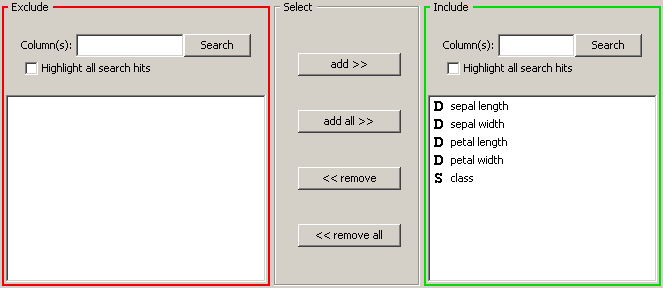 Exclude
Column(s):
Search
Highlight all search hits
Select
add >>
add all >>
<< remove
<< remove all
Include
Column(s):
Search
Highlight all search hits
D sepal length
D sepal width
D petal length
D petal width
S class